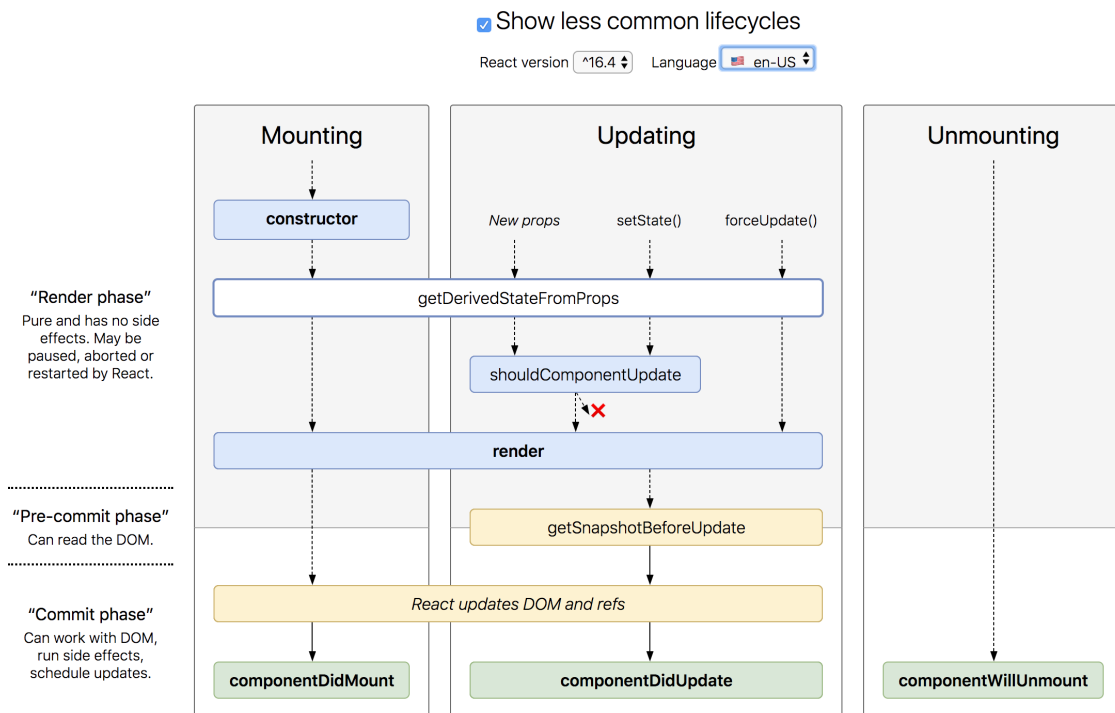 Show less common lifecycles
React version ^16.4 Language 🇺🇸 en-US
Mounting
Updating
Unmounting
constructor
New props
setState()
forceUpdate()
“Render phase”
Pure and has no side
effects. May be
paused, aborted or
restarted by React.
getDerivedStateFromProps
shouldComponentUpdate
render
“Pre-commit phase”
Can read the DOM.
getSnapshotBeforeUpdate
“Commit phase”
Can work with DOM,
run side effects,
schedule updates.
React updates DOM and refs
componentDidMount
componentDidUpdate
componentWillUnmount